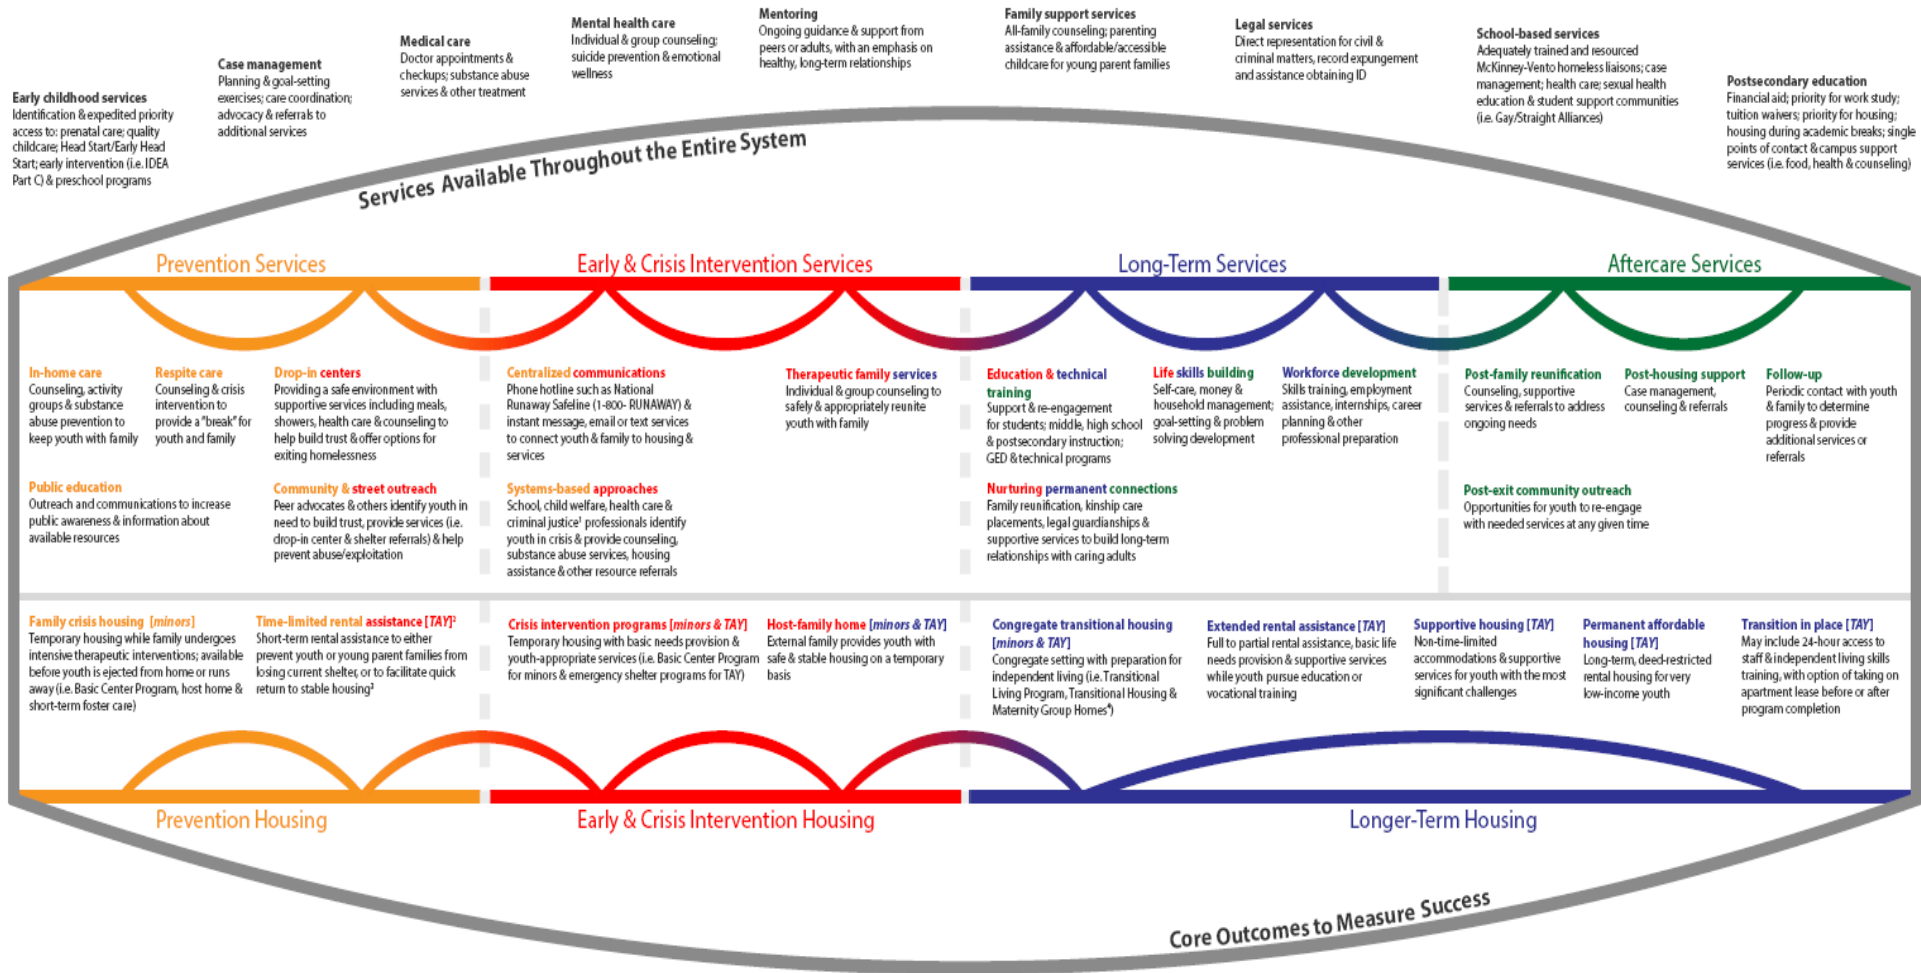 Early childhood services
Identification & expedited priority
access to: prenatal care; quality
childcare; Head Start/Early Head
Start; early intervention (i.e. IDEA
Part C) & preschool programs
Case management
Planning & goal-setting
exercises; care coordination;
advocacy & referrals to
additional services
Medical care
Doctor appointments &
checkups; substance abuse
services & other treatment
Mental health care
Individual & group counseling;
suicide prevention & emotional
wellness
Mentoring
Ongoing guidance & support from
peers or adults, with an emphasis on
healthy, long-term relationships
Family support services
All-family counseling; parenting
assistance & affordable/accessible
childcare for young parent families
Legal services
Direct representation for civil &
criminal matters, record expungement
and assistance obtaining ID
School-based services
Adequately trained and resourced
McKinney-Vento homeless liaisons; case
management; health care; sexual health
education & student support communities
(i.e. Gay/Straight Alliances)
Postsecondary education
Financial aid; priority for work study;
tuition waivers; priority for housing;
housing during academic breaks; single
points of contact & campus support
services (i.e. food, health & counseling)
Services Available Throughout the Entire System
Prevention Services
Early & Crisis Intervention Services
Long-Term Services
Aftercare Services
In-home care
Counseling, activity
groups & substance
abuse prevention to
keep youth with family
Respite care
Counseling & crisis
intervention to
provide a "break" for
youth and family
Drop-in centers
Providing a safe environment with
supportive services including meals,
showers, health care & counseling to
help build trust & offer options for
exiting homelessness
Centralized communications
Phone hotline such as National
Runaway Safeline (1-800- RUNAWAY) &
instant message, email or text services
to connect youth & family to housing &
services
Therapeutic family services
Individual & group counseling to
safely & appropriately reunite
youth with family
Education & technical
training
Support & re-engagement
for students; middle, high school
& postsecondary instruction;
GED & technical programs
Life skills building
Self-care, money &
household management;
goal-setting & problem
solving development
Workforce development
Skills training, employment
assistance, internships, career
planning & other
professional preparation
Post-family reunification
Counseling, supportive
services & referrals to address
ongoing needs
Post-housing support
Case management,
counseling & referrals
Follow-up
Periodic contact with youth
& family to determine
progress & provide
additional services or
referrals
Public education
Outreach and communications to increase
public awareness & information about
available resources
Community & street outreach
Peer advocates & others identify youth in
need to build trust, provide services (i.e.
drop-in center & shelter referrals) & help
prevent abuse/exploitation
Systems-based approaches
School, child welfare, health care &
criminal justice¹ professionals identify
youth in crisis & provide counseling,
substance abuse services, housing
assistance & other resource referrals
Nurturing permanent connections
Family reunification, kinship care
placements, legal guardianships &
supportive services to build long-term
relationships with caring adults
Post-exit community outreach
Opportunities for youth to re-engage
with needed services at any given time
Family crisis housing [minors]
Temporary housing while family undergoes
intensive therapeutic interventions; available
before youth is ejected from home or runs
away (i.e. Basic Center Program, host home &
short-term foster care)
Time-limited rental assistance [TAY]²
Short-term rental assistance to either
prevent youth or young parent families from
losing current shelter, or to facilitate quick
return to stable housing³
Crisis intervention programs [minors & TAY]
Temporary housing with basic needs provision &
youth-appropriate services (i.e. Basic Center Program
for minors & emergency shelter programs for TAY)
Host-family home [minors & TAY]
External family provides youth with
safe & stable housing on a temporary
basis
Congregate transitional housing
[minors & TAY]
Congregate setting with preparation for
independent living (i.e. Transitional
Living Program, Transitional Housing &
Maternity Group Homes⁴)
Extended rental assistance [TAY]
Full to partial rental assistance, basic life
needs provision & supportive services
while youth pursue education or
vocational training
Supportive housing [TAY]
Non-time-limited
accommodations & supportive
services for youth with the most
significant challenges
Permanent affordable
housing [TAY]
Long-term, deed-restricted
rental housing for very
low-income youth
Transition in place [TAY]
May include 24-hour access to
staff & independent living skills
training, with option of taking on
apartment lease before or after
program completion
Prevention Housing
Early & Crisis Intervention Housing
Longer-Term Housing
Core Outcomes to Measure Success